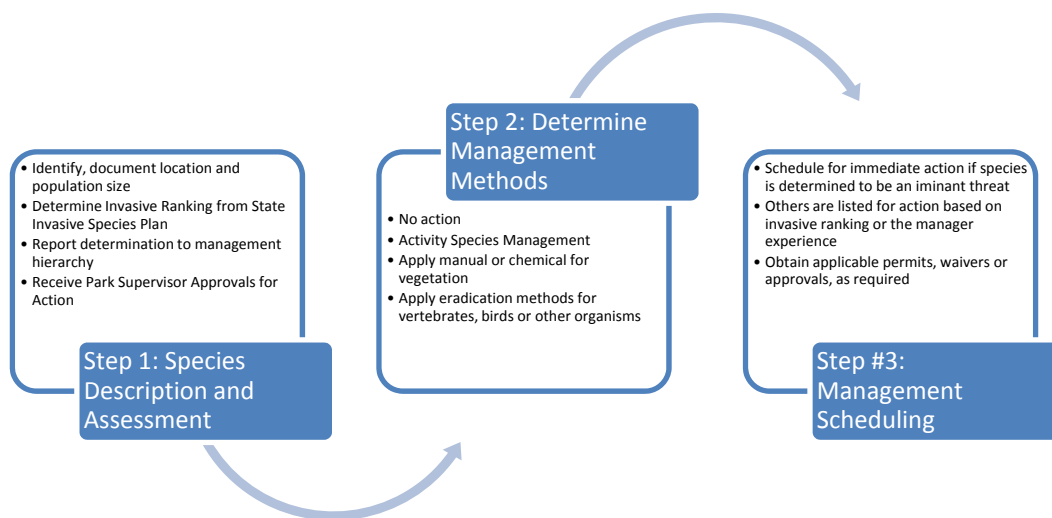 • Identify, document location and
population size
• Determine Invasive Ranking from State
Invasive Species Plan
• Report determination to management
hierarchy
• Receive Park Supervisor Approvals for
Action
Step 1: Species
Description and
Assessment
Step 2: Determine
Management
Methods
• No action
• Activity Species Management
• Apply manual or chemical for
vegetation
• Apply eradication methods for
vertebrates, birds or other organisms
• Schedule for immediate action if species
is determined to be an iminant threat
• Others are listed for action based on
invasive ranking or the manager
experience
• Obtain applicable permits, waivers or
approvals, as required
Step #3:
Management
Scheduling